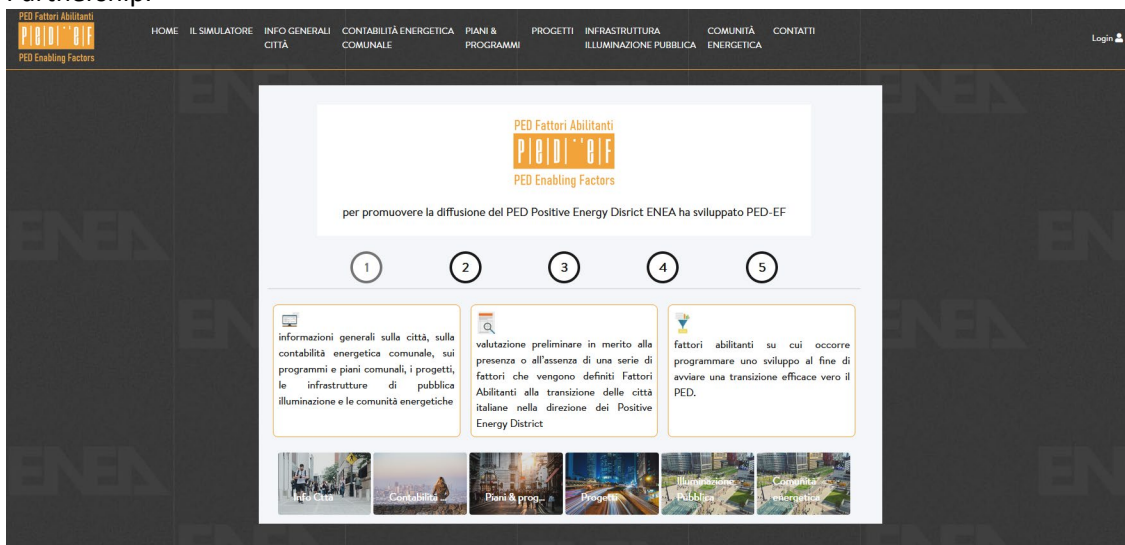 Partnership.
PED Fattori Abilitanti
P|e|D|¨e|F
PED Enabling Factors
HOME IL SIMULATORE INFO GENERALI CITTÀ CONTABILITÀ ENERGETICA COMUNALE PIANI & PROGRAMMI PROGETTI INFRASTRUTTURA ILLUMINAZIONE PUBBLICA COMUNITÀ ENERGETICA CONTATTI
Login
PED Fattori Abilitanti
P|e|D|¨e|F
PED Enabling Factors
per promuovere la diffusione del PED Positive Energy Disrict ENEA ha sviluppato PED-EF
1 2 3 4 5
informazioni generali sulla città, sulla
contabilità energetica comunale, sui
programmi e piani comunali, i progetti,
le infrastrutture di pubblica
illuminazione e le comunità energetiche
valutazione preliminare in merito alla
presenza o all'assenza di una serie di
fattori che vengono definiti Fattori
Abilitanti alla transizione delle città
italiane nella direzione dei Positive
Energy District
fattori abilitanti su cui occorre
programmare uno sviluppo al fine di
avviare una transizione efficace vero il
PED.
Info Città
Contabilità ...
Piani & prog...
Progetti
Illuminazione
Pubblica
Comunità
energetica
ENEA
ENEA
ENEA